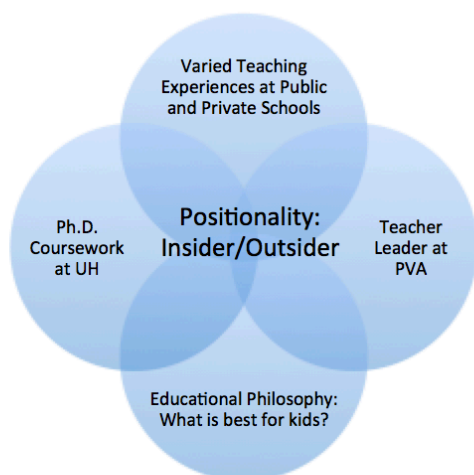 Varied Teaching
Experiences at Public
and Private Schools
Ph.D.
Coursework
at UH
Positionality:
Insider/Outsider
Teacher
Leader at
PVA
Educational Philosophy:
What is best for kids?